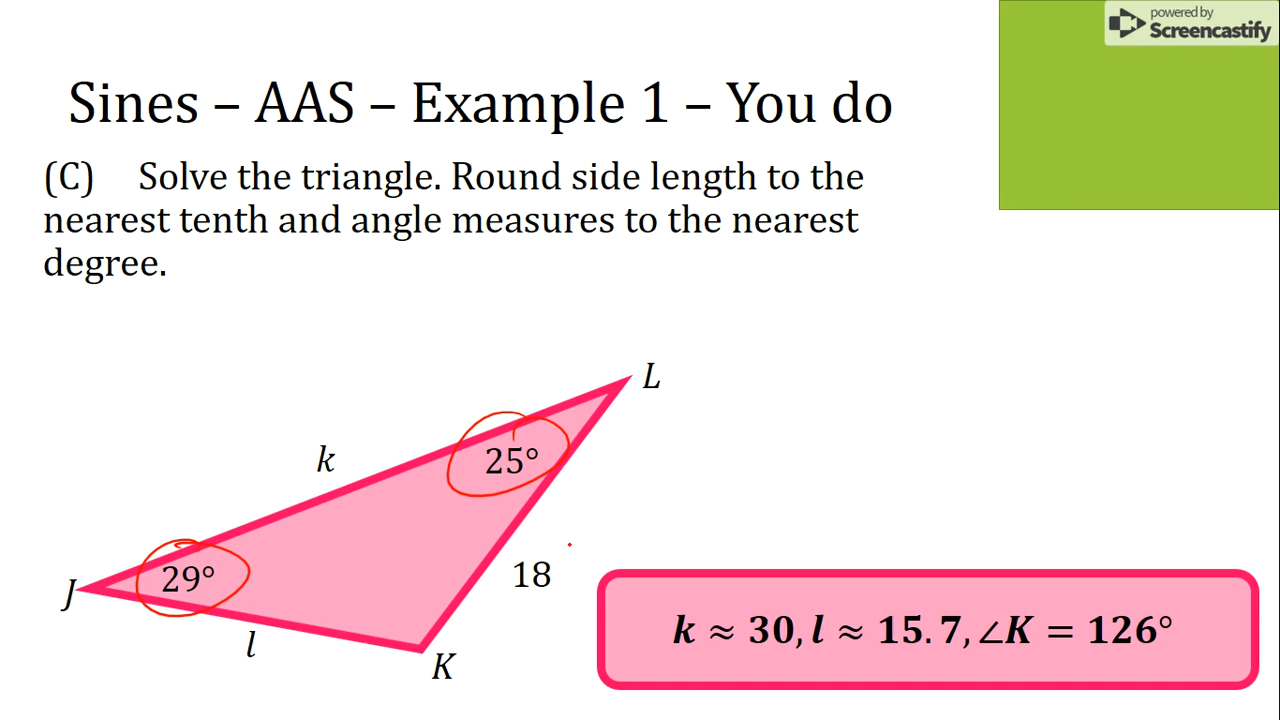 powered by
Screencastify
Sines – AAS – Example 1 – You do
(C) Solve the triangle. Round side length to the
nearest tenth and angle measures to the nearest
degree.
L
k
25°
J
29°
18
l
K
k ≈ 30, l ≈ 15.7, ∠K = 126°